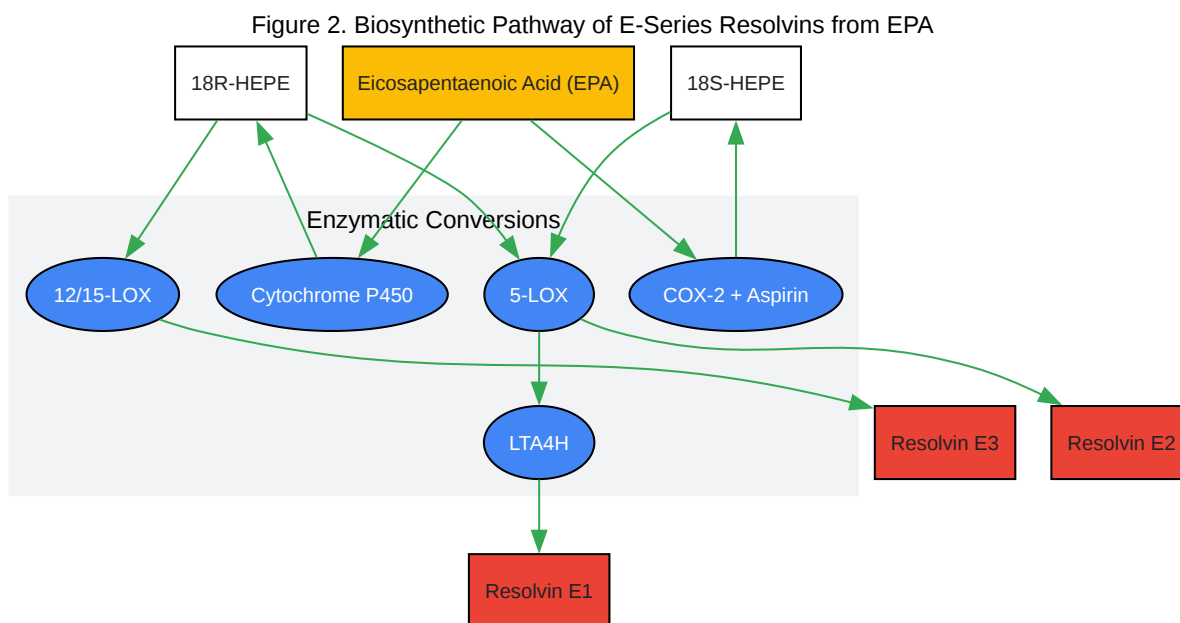 Figure 2. Biosynthetic Pathway of E-Series Resolvins from EPA
18R-HEPE
Eicosapentaenoic Acid (EPA)
18S-HEPE
Enzymatic Conversions
12/15-LOX
Cytochrome P450
5-LOX
COX-2 + Aspirin
LTA4H
Resolvin E3
Resolvin E2
Resolvin E1